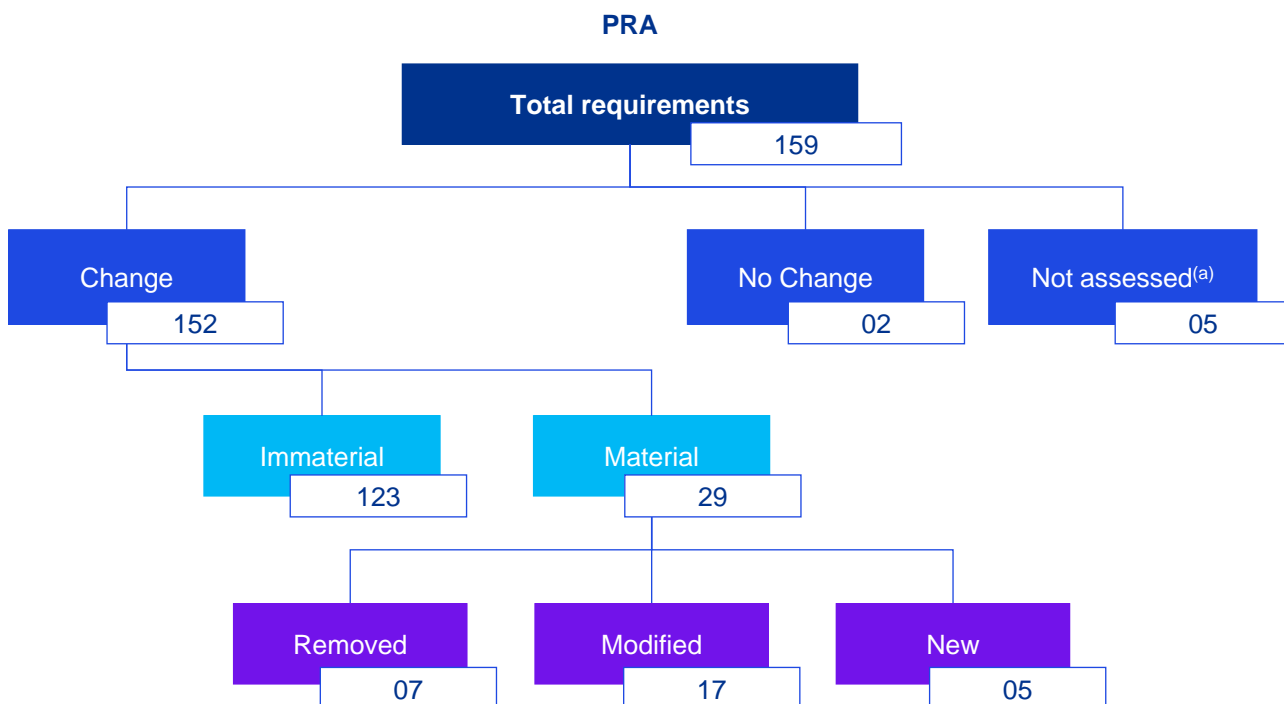 PRA
Total requirements
159
Change
152
No Change
02
Not assessed(a)
05
Immaterial
123
Material
29
Removed
07
Modified
17
New
05